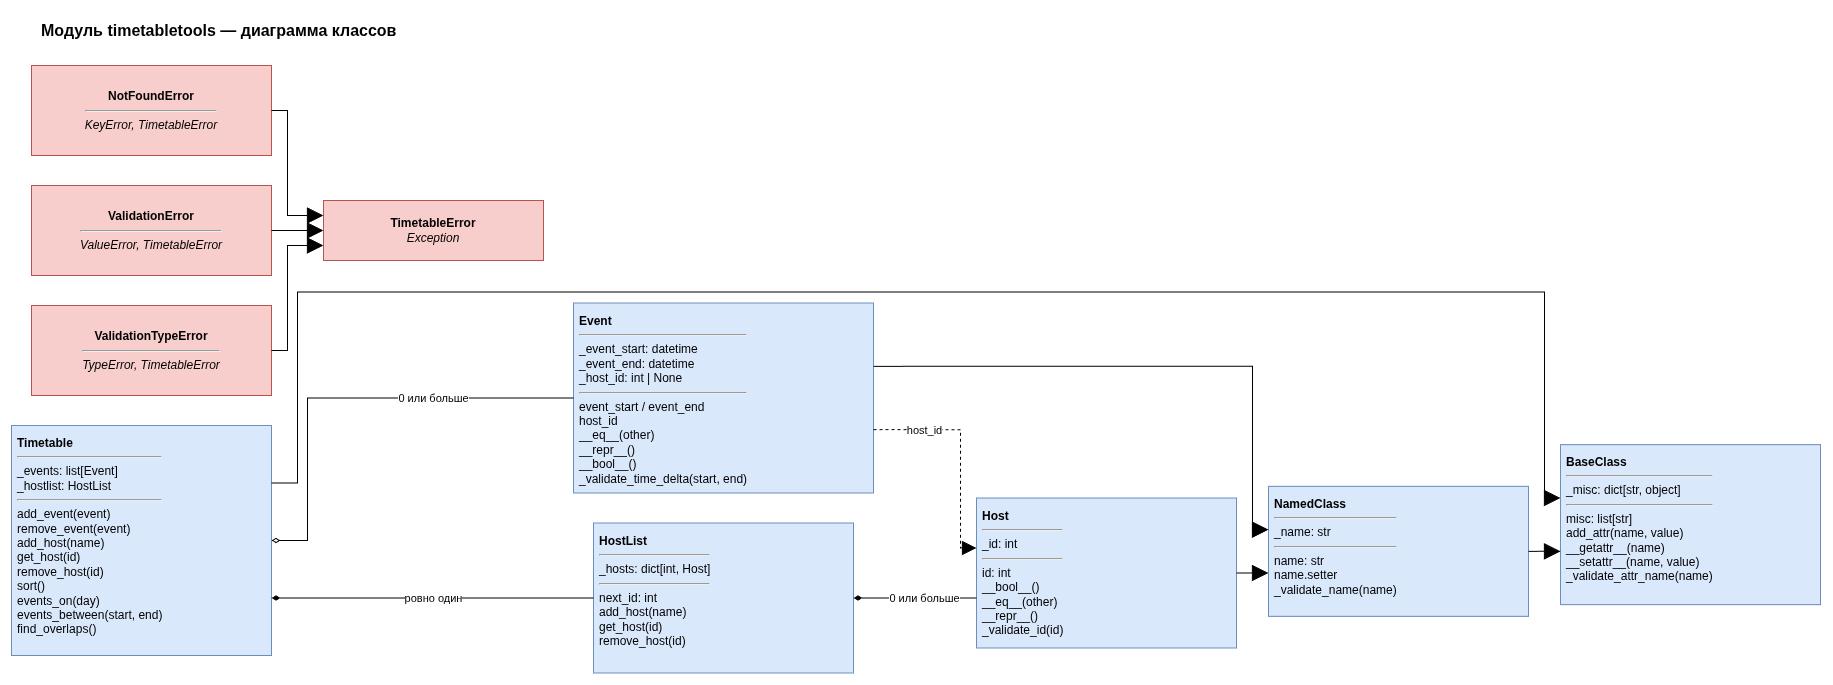 Модуль timetabletools — диаграмма классов
NotFoundError
KeyError, TimetableError
ValidationError
ValueError, TimetableError
ValidationTypeError
TypeError, TimetableError
TimetableError
Exception
Timetable
_events: list[Event]
_hostlist: HostList
add_event(event)
remove_event(event)
add_host(name)
get_host(id)
remove_host(id)
sort()
events_on(day)
events_between(start, end)
find_overlaps()
0 или больше
ровно один
Event
_event_start: datetime
_event_end: datetime
_host_id: int | None
event_start / event_end
host_id
__eq__(other)
__repr__()
__bool__()
_validate_time_delta(start, end)
host_id
HostList
_hosts: dict[int, Host]
next_id: int
add_host(name)
get_host(id)
remove_host(id)
0 или больше
Host
_id: int
id: int
__bool__()
__eq__(other)
__repr__()
_validate_id(id)
NamedClass
_name: str
name: str
name.setter
_validate_name(name)
BaseClass
_misc: dict[str, object]
misc: list[str]
add_attr(name, value)
__getattr__(name)
__setattr__(name, value)
_validate_attr_name(name)